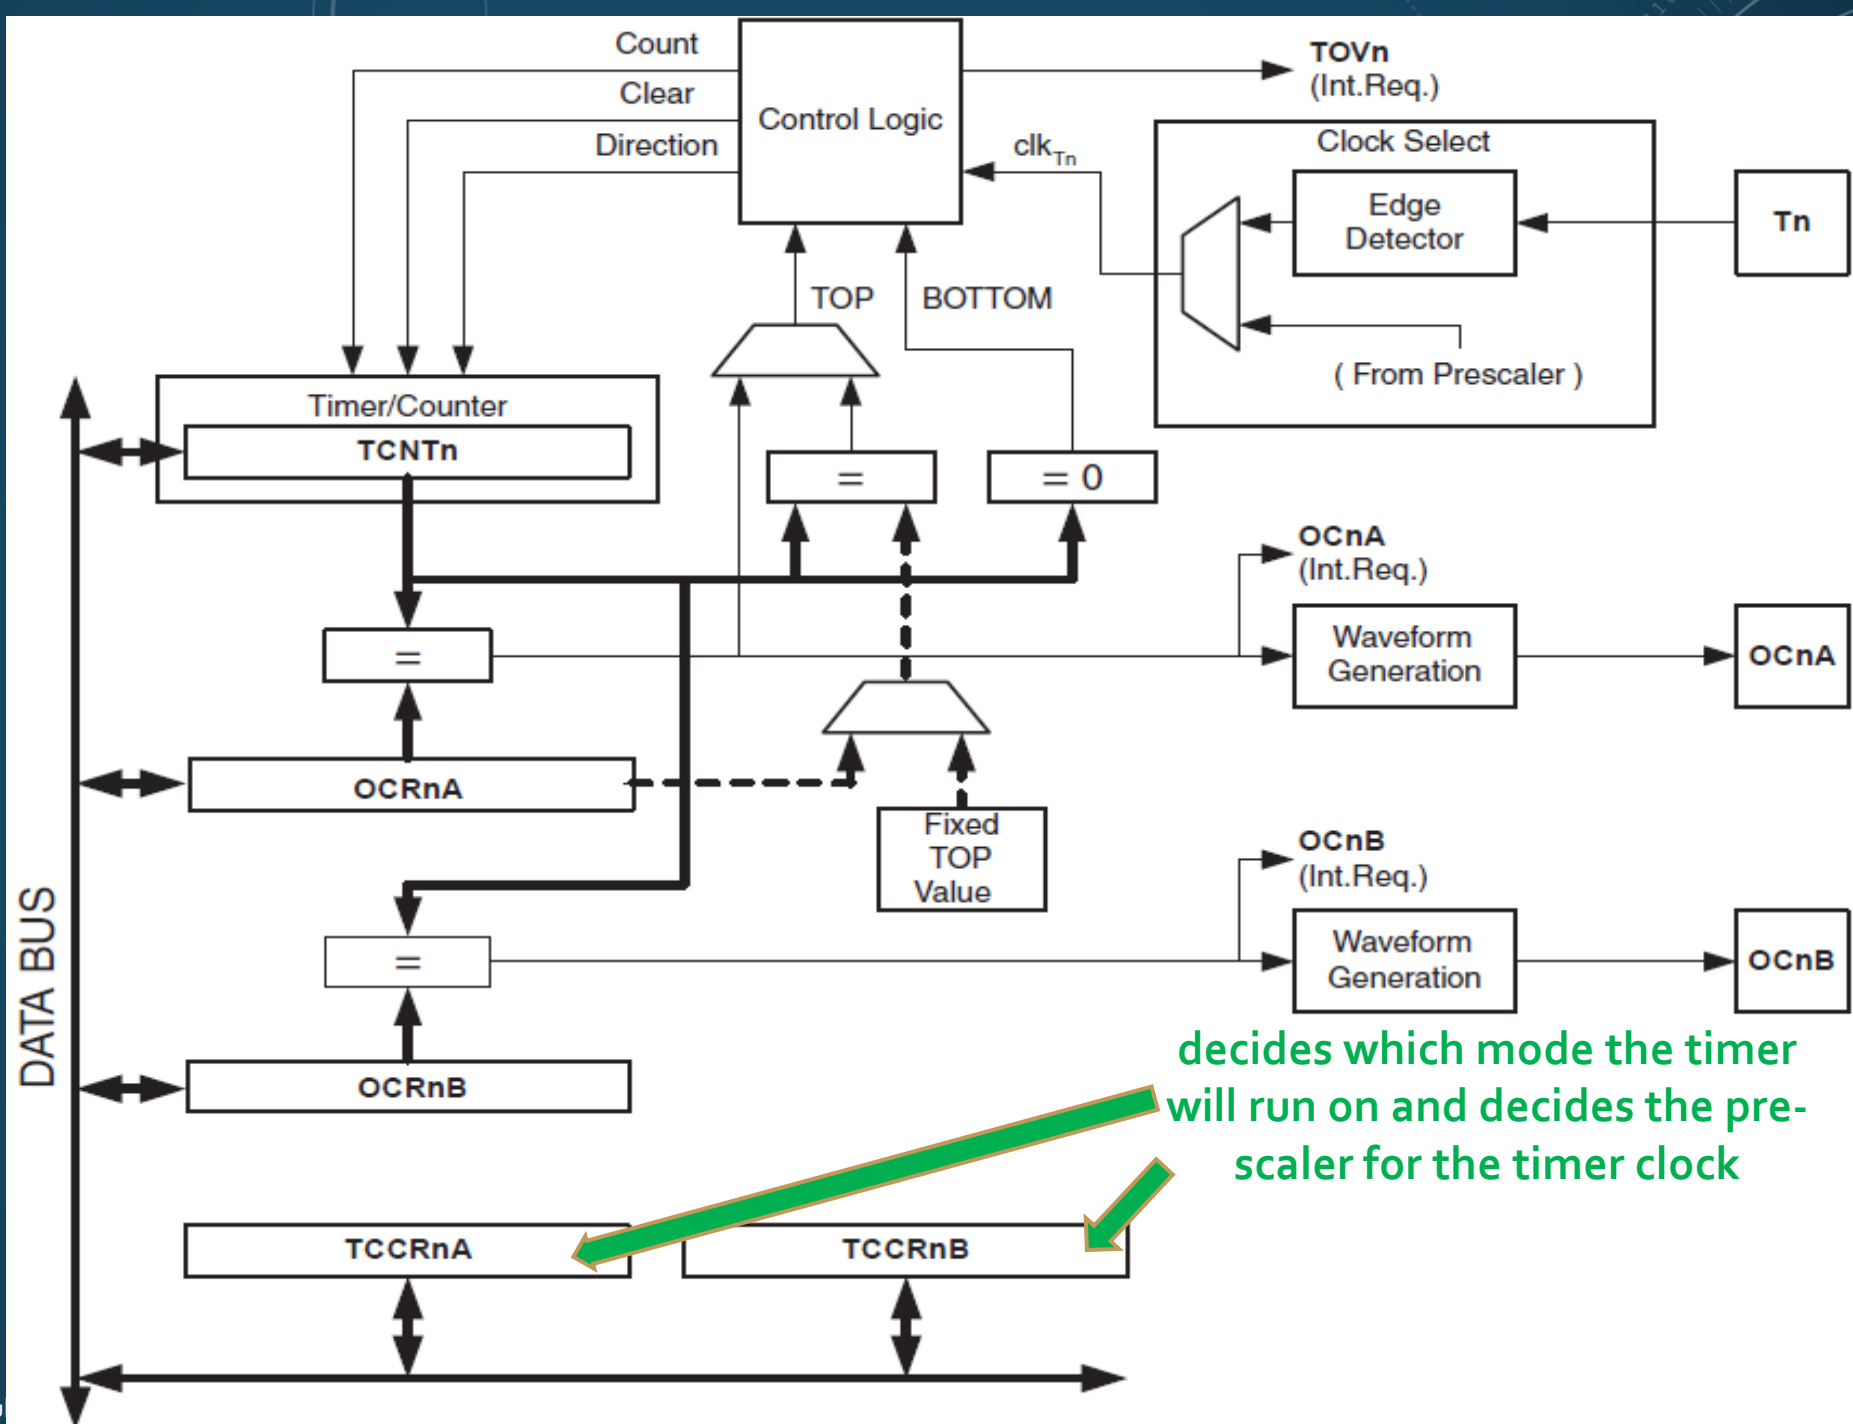 Count
Clear
Direction
Control Logic
TOVn
(Int.Req.)
clkTn
Clock Select
Edge
Detector
Tn
( From Prescaler )
TOP
BOTTOM
Timer/Counter
TCNTn
=
= 0
OCnA
(Int.Req.)
=
Waveform
Generation
OCnA
OCRnA
Fixed
TOP
Value
OCnB
(Int.Req.)
=
Waveform
Generation
OCnB
OCRnB
DATA BUS
decides which mode the timer
will run on and decides the pre-
scaler for the timer clock
TCCRnA
TCCRnB